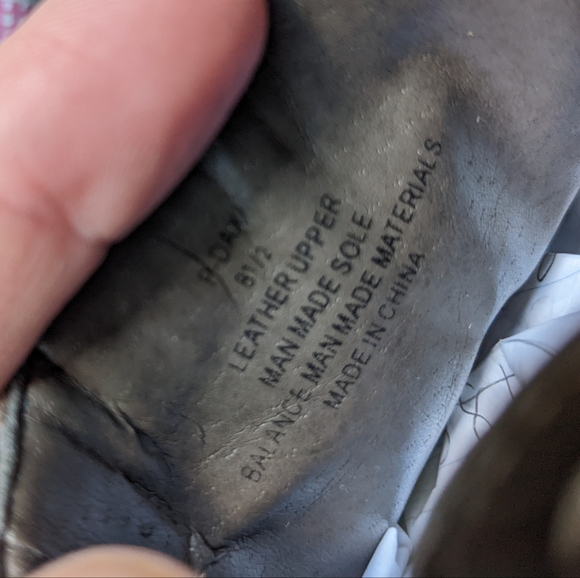 8 1/2
LEATHER UPPER
MAN MADE SOLE
BALANCE MAN MADE MATERIALS
MADE IN CHINA